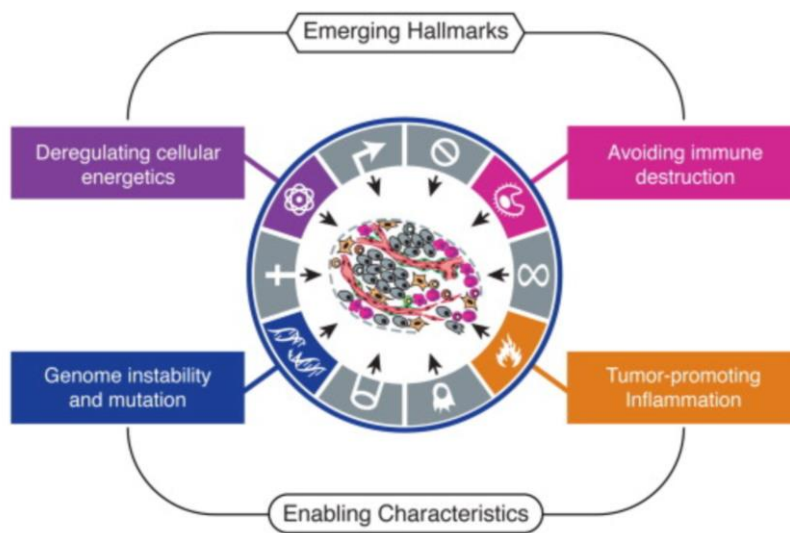 Emerging Hallmarks
Deregulating cellular
energetics
Avoiding immune
destruction
Genome instability
and mutation
Tumor-promoting
Inflammation
Enabling Characteristics